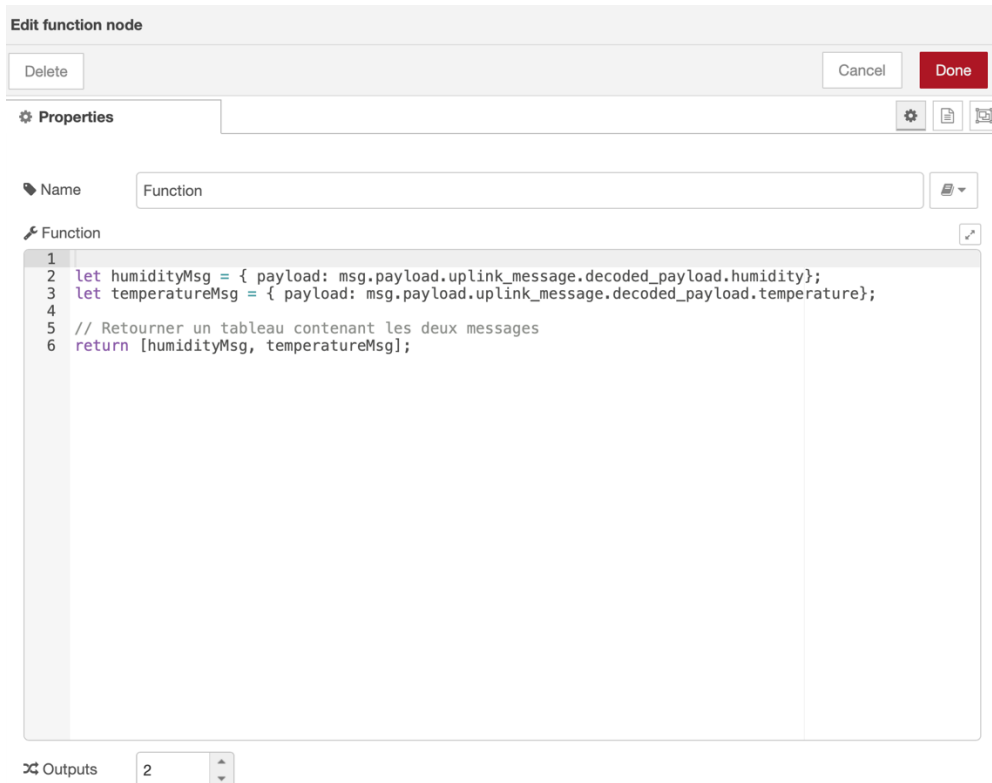 Edit function node
Delete
Cancel
Done
Properties
Name
Function
Function
1
2 let humidityMsg = { payload: msg.payload.uplink_message.decoded_payload.humidity};
3 let temperatureMsg = { payload: msg.payload.uplink_message.decoded_payload.temperature};
4
5 // Retourner un tableau contenant les deux messages
6 return [humidityMsg, temperatureMsg];
Outputs
2